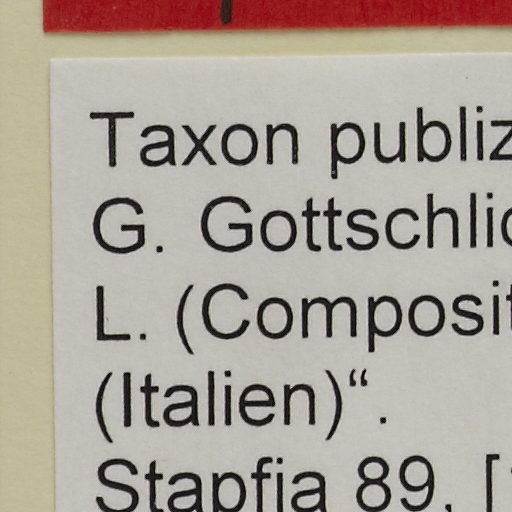 Taxon publiz
G. Gottschlic
L. (Composit
(Italien)“.
Stapfia 89, [